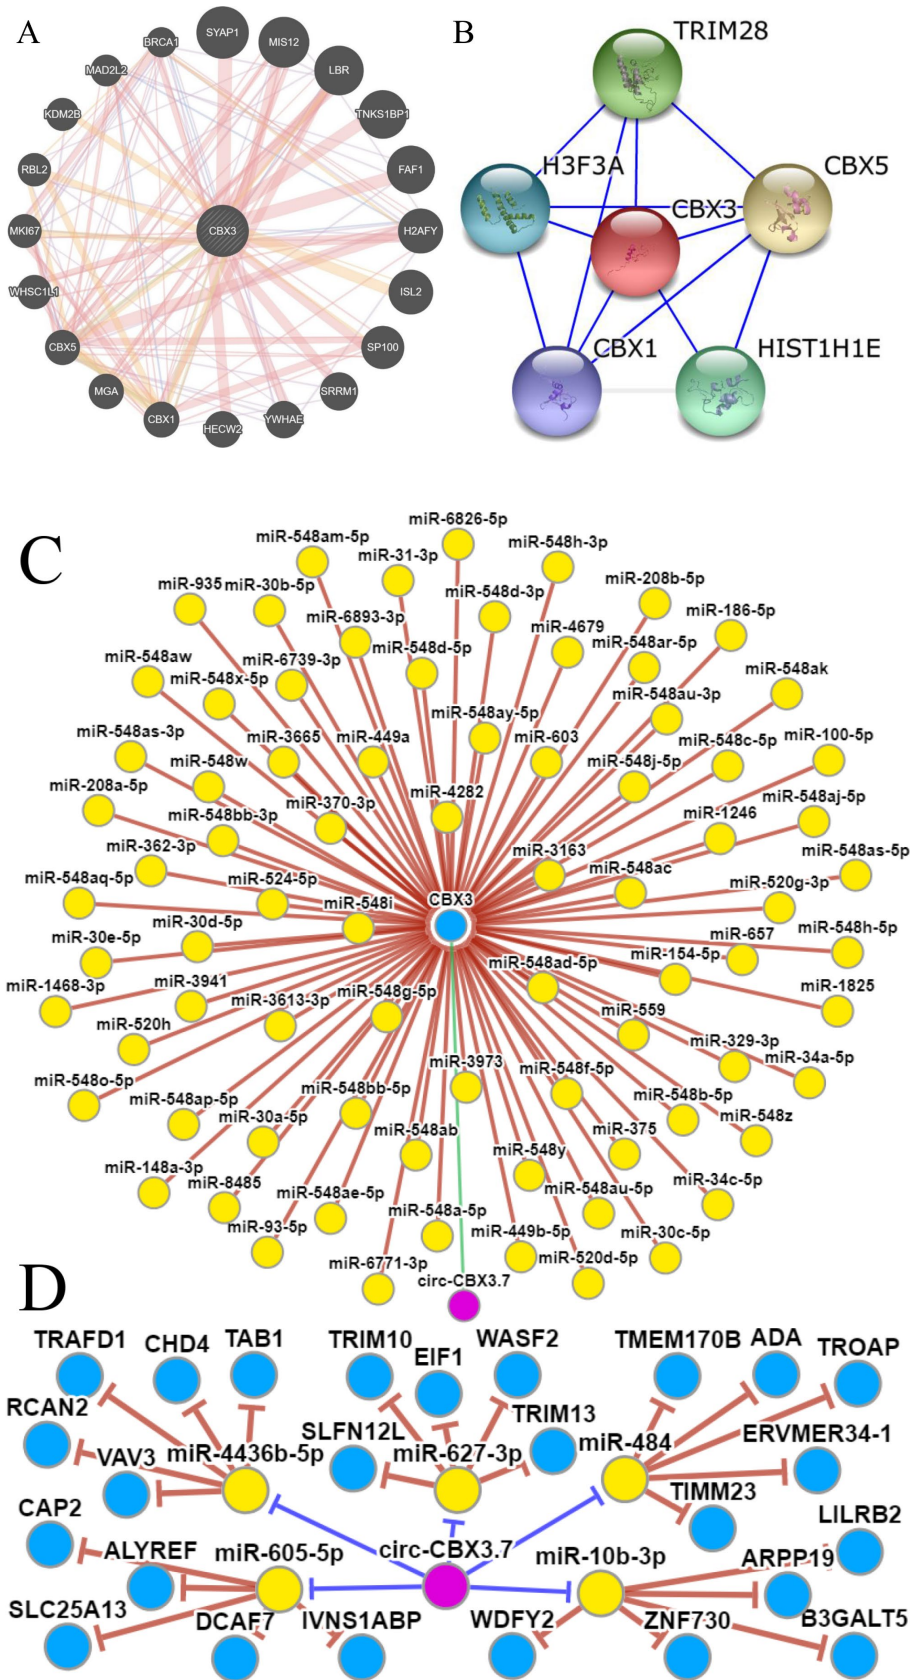 A
BRCA1
SYAP1
MIS12
MAD2L2
LBR
KDM2B
TNKS1BP1
RBL2
FAF1
MKI67
CBX3
H2AFY
WHSC1L1
ISL2
CBX5
SP100
MGA
SRRM1
CBX1
HECW2
YWHAE
B
TRIM28
H3F3A
CBX5
CBX3
CBX1
HIST1H1E
C
miR-6826-5p
miR-548am-5p
miR-31-3p
miR-548h-3p
miR-935
miR-30b-5p
miR-548d-3p
miR-208b-5p
miR-6893-3p
miR-4679
miR-186-5p
miR-548aw
miR-6739-3p
miR-548d-5p
miR-548ar-5p
miR-548x-5p
miR-548au-3p
miR-548ak
miR-548as-3p
miR-3665
miR-449a
miR-548ay-5p
miR-603
miR-548c-5p
miR-100-5p
miR-548w
miR-548j-5p
miR-208a-5p
miR-370-3p
miR-4282
miR-548aj-5p
miR-548bb-3p
miR-1246
miR-362-3p
miR-3163
miR-548as-5p
miR-548aq-5p
miR-524-5p
miR-548ac
miR-520g-3p
miR-548i
CBX3
miR-30d-5p
miR-657
miR-548h-5p
miR-30e-5p
miR-154-5p
miR-548ad-5p
miR-1468-3p
miR-3941
miR-3613-3p
miR-548g-5p
miR-1825
miR-520h
miR-559
miR-329-3p
miR-34a-5p
miR-548o-5p
miR-3973
miR-548f-5p
miR-548ap-5p
miR-548bb-5p
miR-548b-5p
miR-548z
miR-30a-5p
miR-548ab
miR-375
miR-148a-3p
miR-548y
miR-34c-5p
miR-8485
miR-548ae-5p
miR-548a-5p
miR-548au-5p
miR-93-5p
miR-449b-5p
miR-30c-5p
miR-6771-3p
miR-520d-5p
circ-CBX3.7
D
TRAFD1
CHD4
TAB1
TRIM10
EIF1
WASF2
TMEM170B
ADA
TROAP
RCAN2
VAV3
miR-4436b-5p
SLFN12L
miR-627-3p
TRIM13
miR-484
ERVMER34-1
TIMM23
CAP2
ALYREF
miR-605-5p
circ-CBX3.7
miR-10b-3p
ARPP19
LILRB2
SLC25A13
DCAF7
IVNS1ABP
WDFY2
ZNF730
B3GALT5